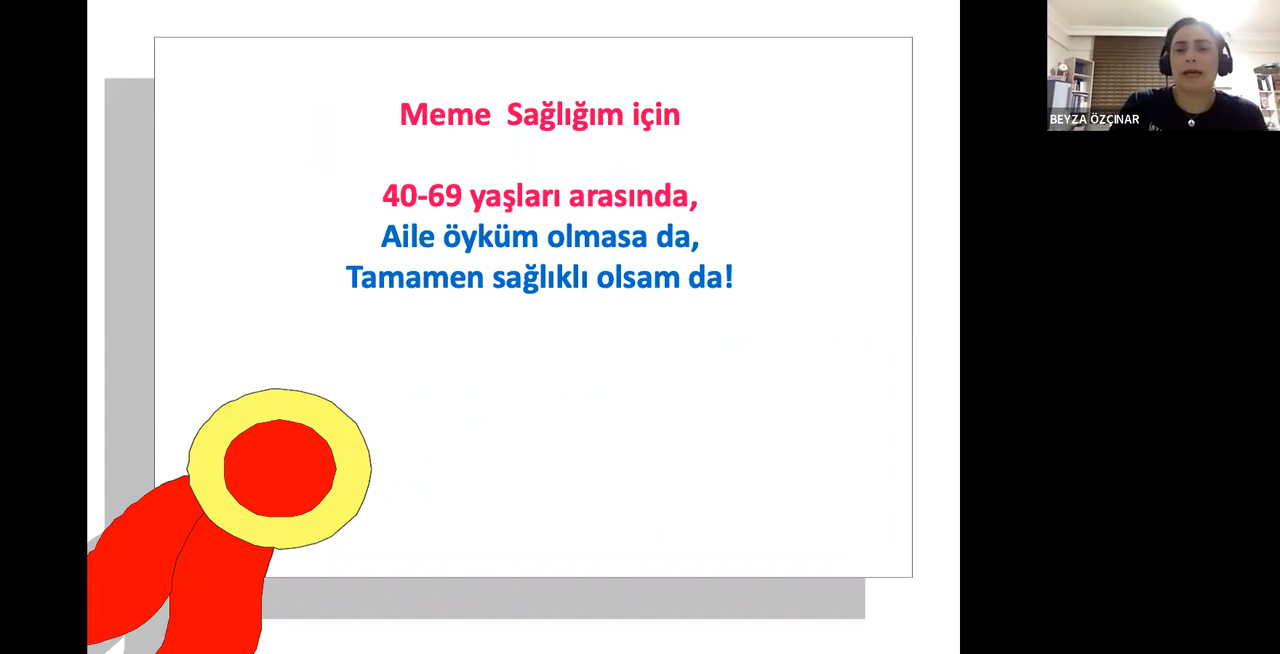 Meme Sağlığım için
40-69 yaşları arasında,
Aile öyküm olmasa da,
Tamamen sağlıklı olsam da!
BEYZA ÖZÇINAR